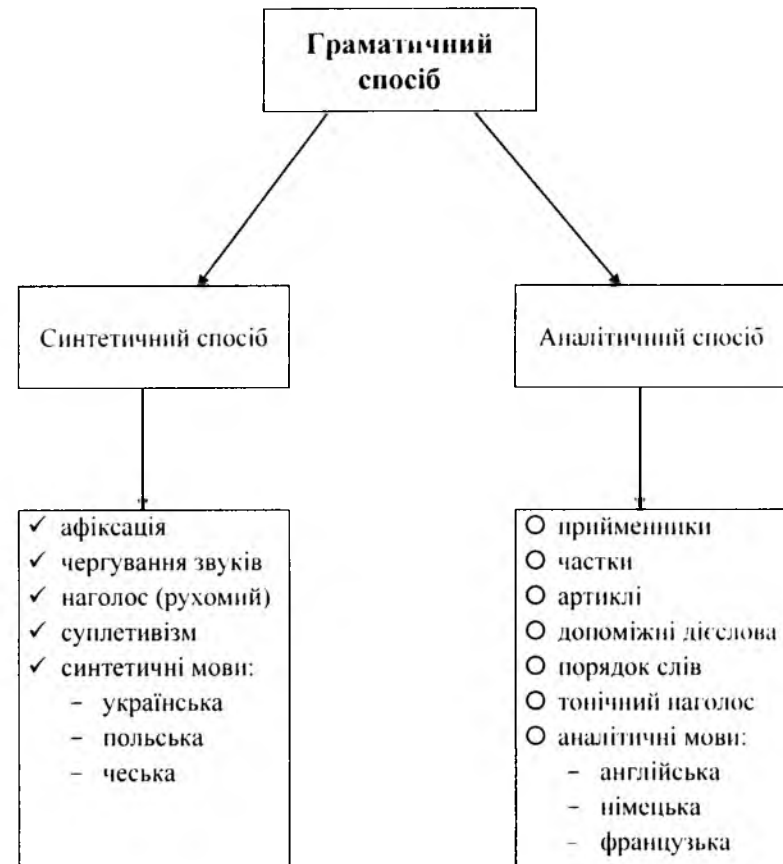 Граматичний
спосіб
Синтетичний спосіб
Аналітичний спосіб
✓ афіксація
✓ чергування звуків
✓ наголос (рухомий)
✓ суплетивізм
✓ синтетичні мови:
– українська
– польська
– чеська
○ прийменники
○ частки
○ артиклі
○ допоміжні дієслова
○ порядок слів
○ тонічний наголос
○ аналітичні мови:
– англійська
– німецька
– французька